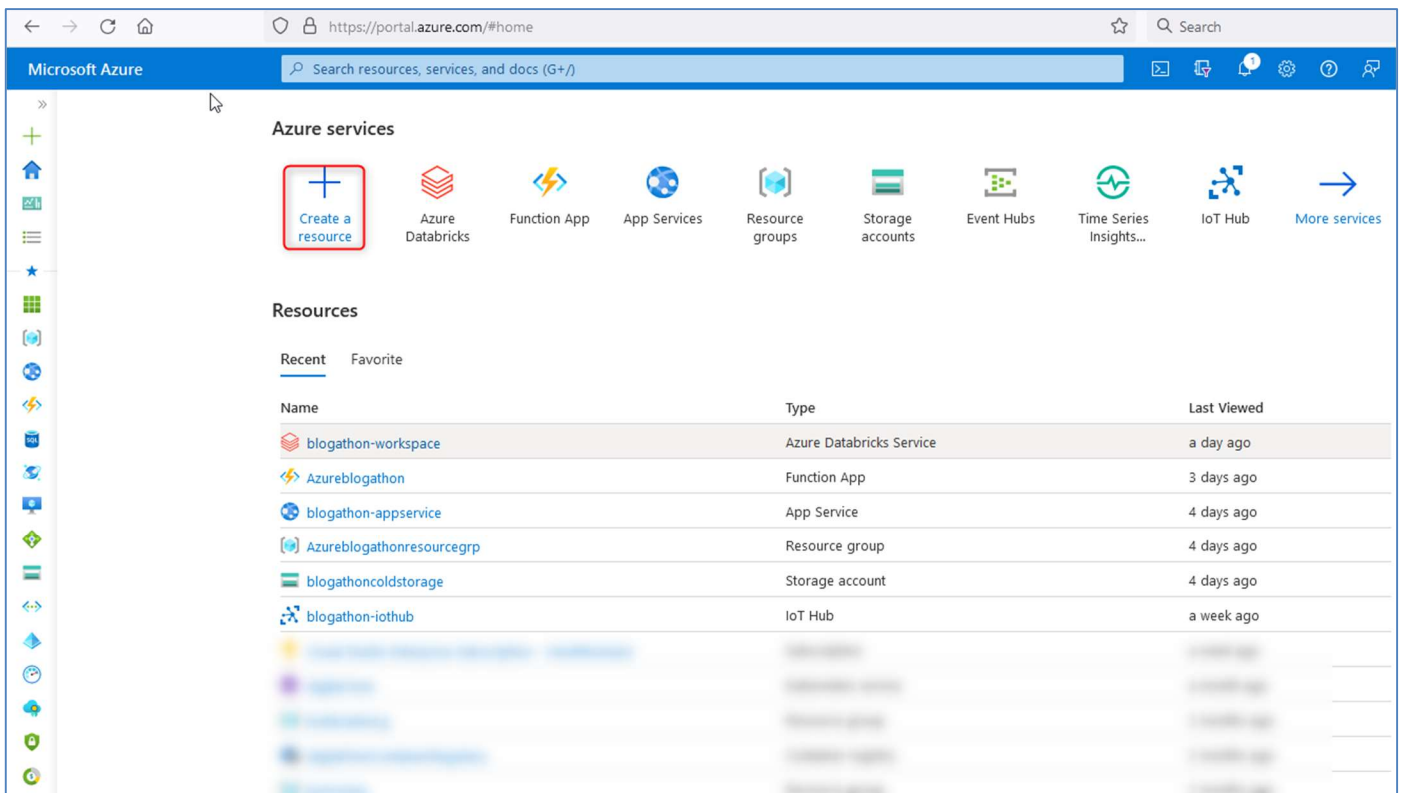 https://portal.azure.com/#home
Search
Microsoft Azure
Search resources, services, and docs (G+/)
1
Azure services
Create a resource
Azure Databricks
Function App
App Services
Resource groups
Storage accounts
Event Hubs
Time Series Insights...
IoT Hub
More services
Resources
Recent Favorite
Name Type Last Viewed
blogathon-workspace Azure Databricks Service a day ago
Azureblogathon Function App 3 days ago
blogathon-appservice App Service 4 days ago
Azureblogathonresourcegrp Resource group 4 days ago
blogathoncoldstorage Storage account 4 days ago
blogathon-iothub IoT Hub a week ago